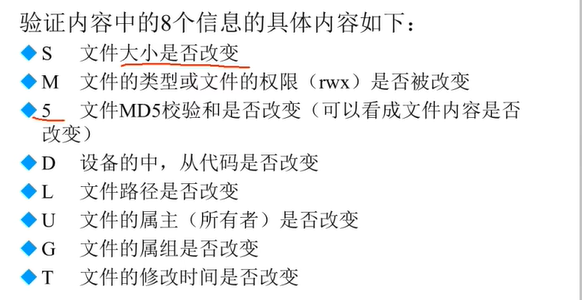 验证内容中的8个信息的具体内容如下：
S 文件大小是否改变
M 文件的类型或文件的权限（rwx）是否被改变
5 文件MD5校验和是否改变（可以看成文件内容是否
改变）
D 设备的中，从代码是否改变
L 文件路径是否改变
U 文件的属主（所有者）是否改变
G 文件的属组是否改变
T 文件的修改时间是否改变